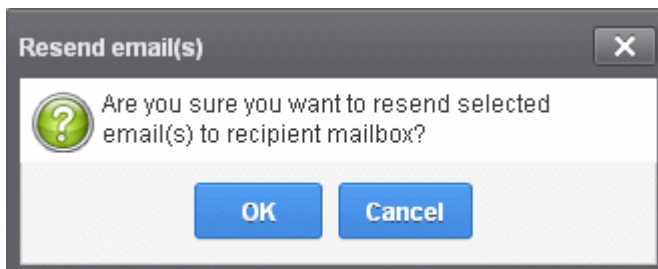 Resend email(s)
Are you sure you want to resend selected
email(s) to recipient mailbox?
OK
Cancel